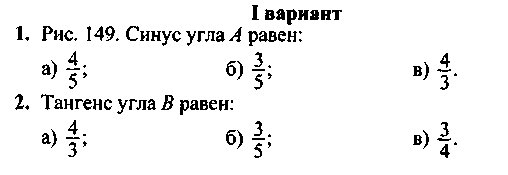 I вариант
1. Рис. 149. Синус угла A равен:
а) 4/5; б) 3/5; в) 4/3.
2. Тангенс угла B равен:
а) 4/3; б) 3/5; в) 3/4.